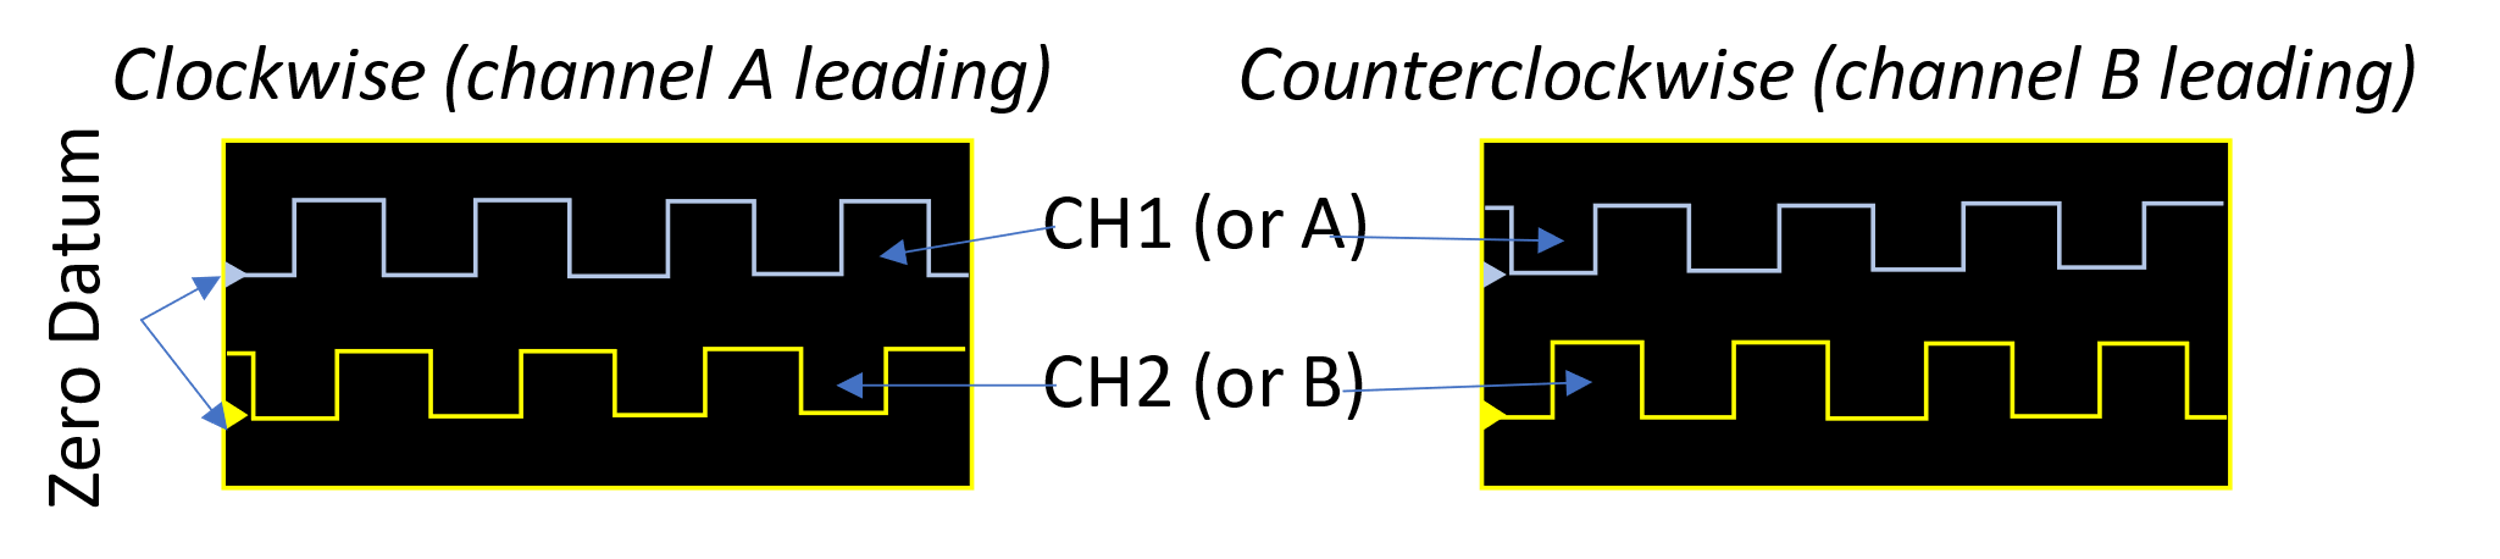 Clockwise (channel A leading)
Counterclockwise (channel B leading)
Zero Datum
CH1 (or A)
CH2 (or B)